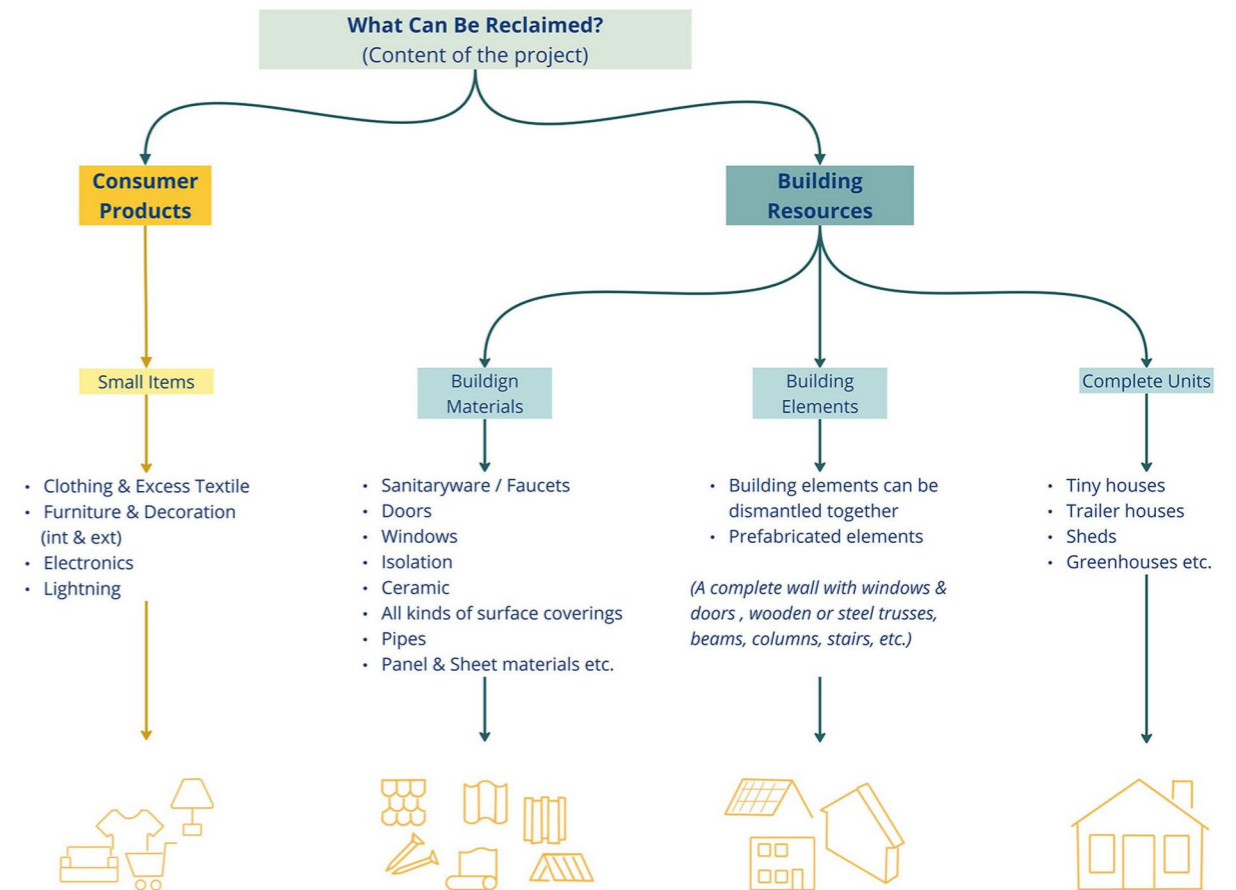 What Can Be Reclaimed?
(Content of the project)
Consumer
Products
Building
Resources
Small Items
Buildign
Materials
Building
Elements
Complete Units
• Clothing & Excess Textile
• Furniture & Decoration
(int & ext)
• Electronics
• Lightning
• Sanitaryware / Faucets
• Doors
• Windows
• Isolation
• Ceramic
• All kinds of surface coverings
• Pipes
• Panel & Sheet materials etc.
• Building elements can be
dismantled together
• Prefabricated elements
(A complete wall with windows &
doors , wooden or steel trusses,
beams, columns, stairs, etc.)
• Tiny houses
• Trailer houses
• Sheds
• Greenhouses etc.